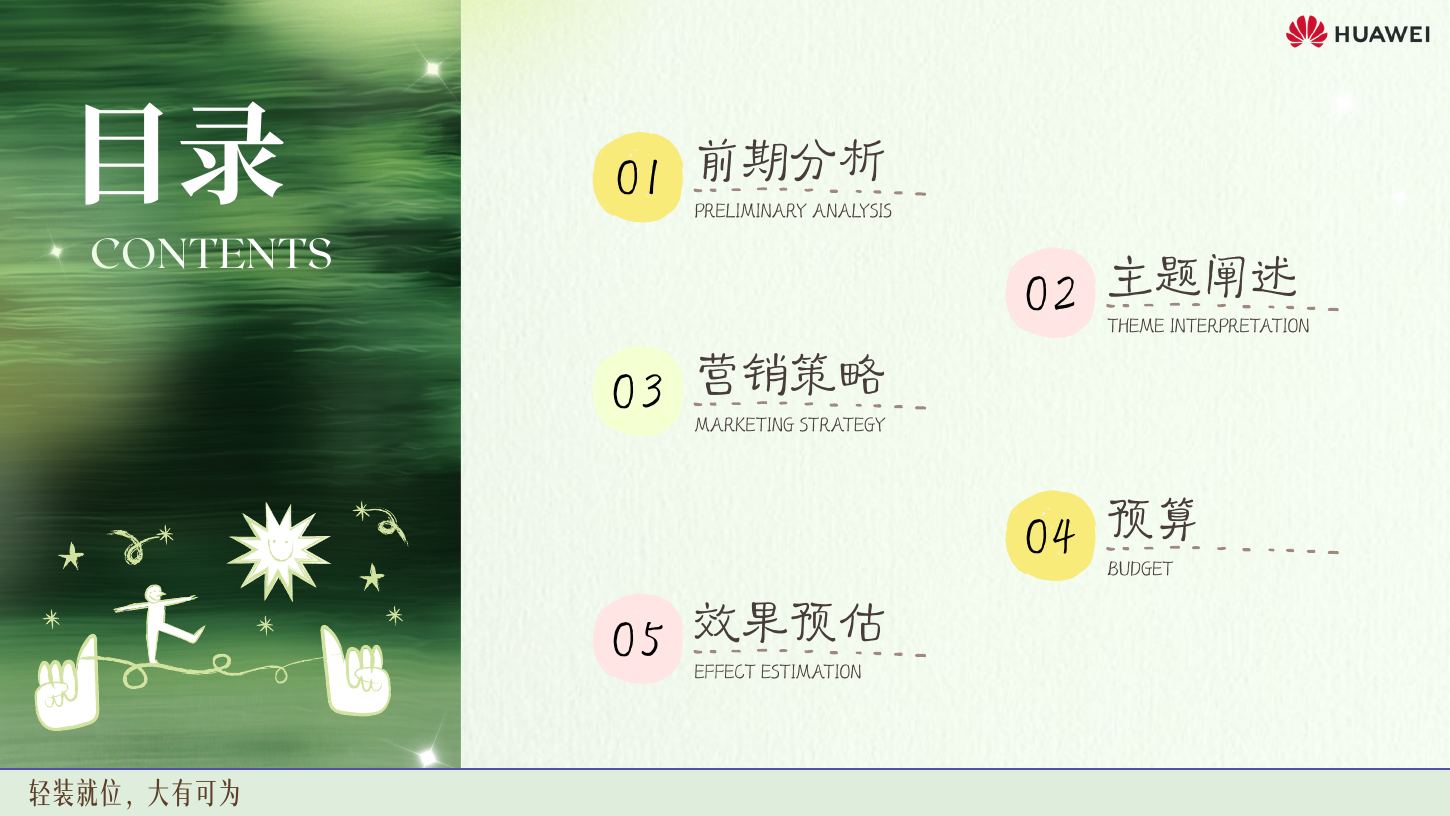 目录
CONTENTS
HUAWEI
01
前期分析
PRELIMINARY ANALYSIS
02
主题阐述
THEME INTERPRETATION
03
营销策略
MARKETING STRATEGY
04
预算
BUDGET
05
效果预估
EFFECT ESTIMATION
轻装就位，大有可为